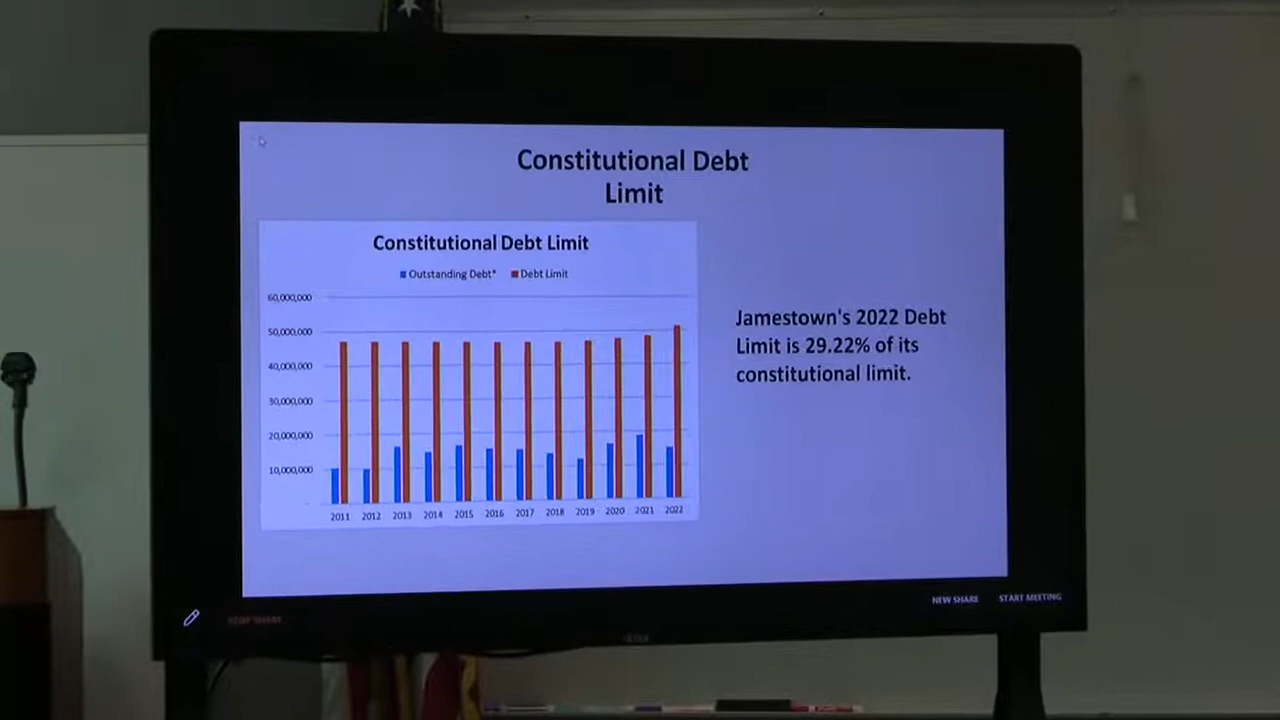 Constitutional Debt
Limit
Constitutional Debt Limit
Outstanding Debt* Debt Limit
60,000,000
50,000,000
40,000,000
30,000,000
20,000,000
10,000,000
-
2011 2012 2013 2014 2015 2016 2017 2018 2019 2020 2021 2022
Jamestown's 2022 Debt
Limit is 29.22% of its
constitutional limit.
NEW SHARE START MEETING